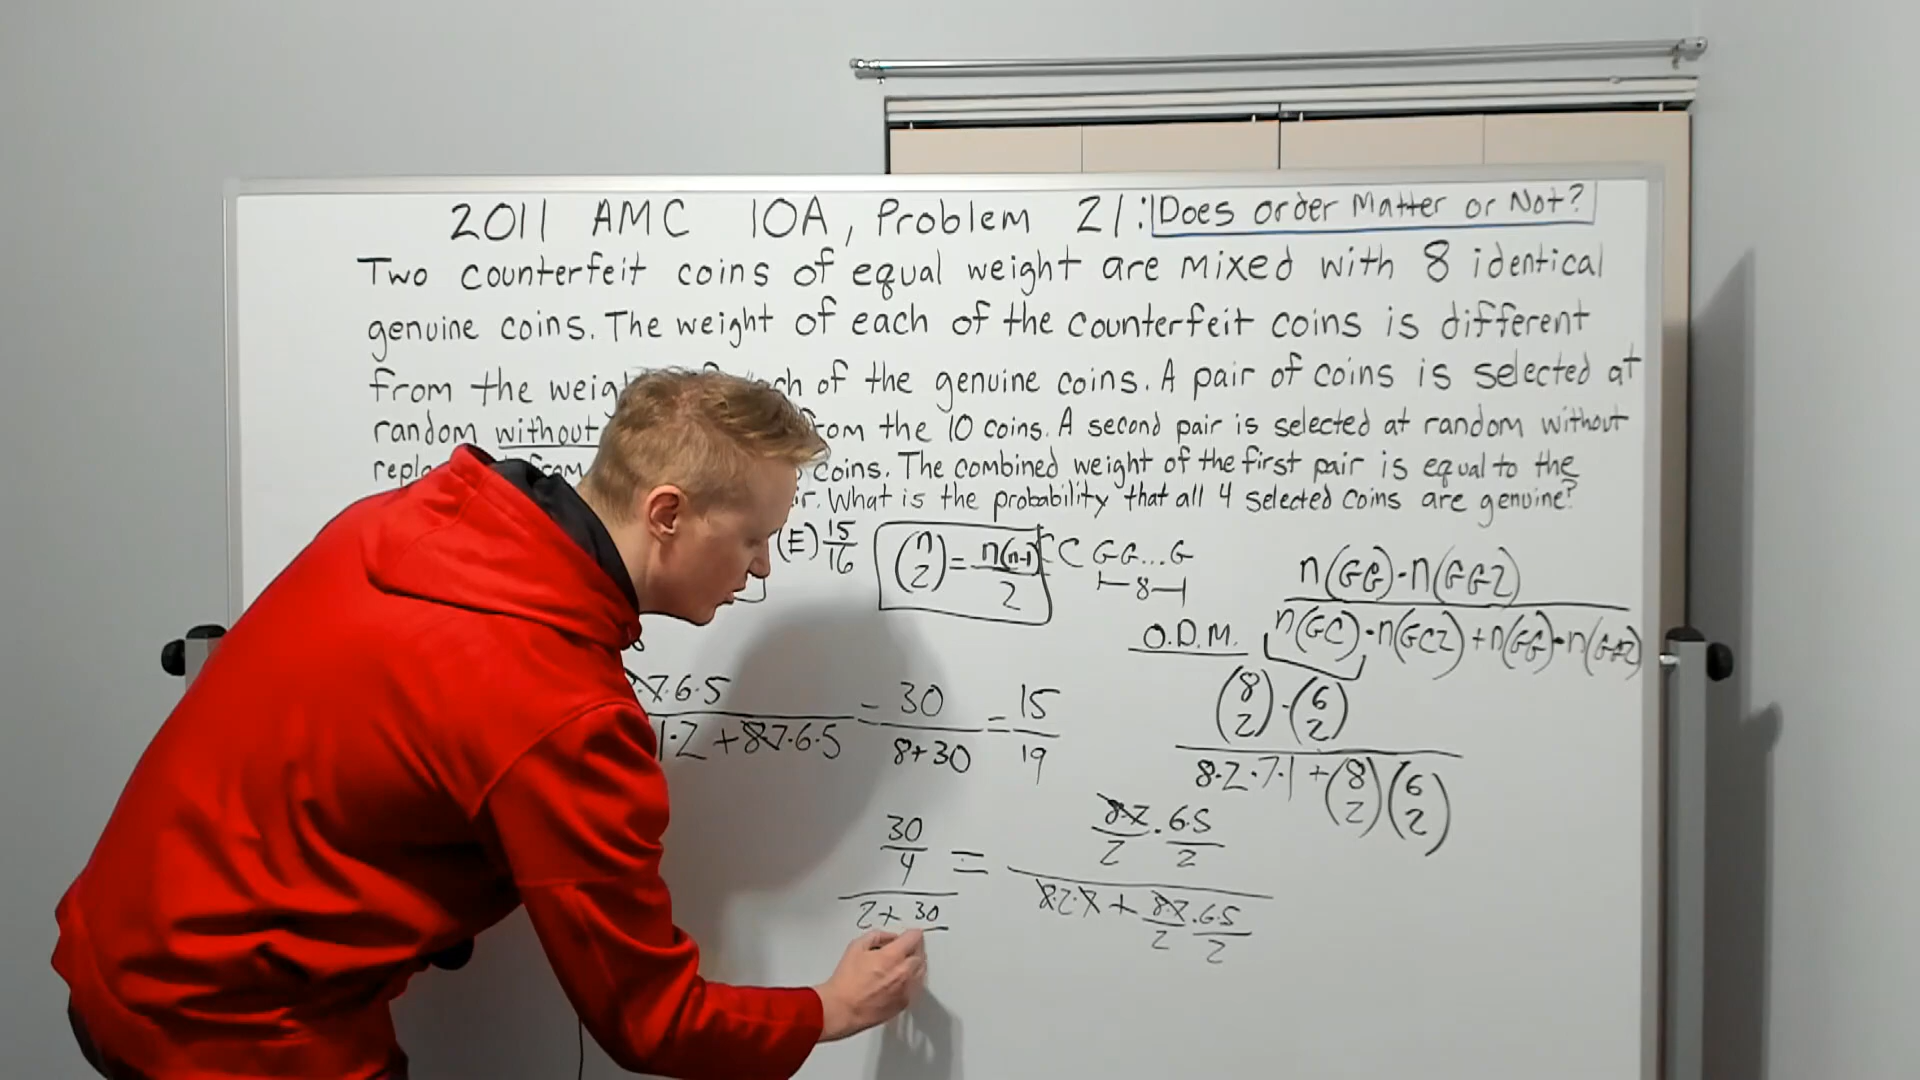 2011 AMC 10A, Problem 21: Does order Matter or Not?
Two counterfeit coins of equal weight are mixed with 8 identical
genuine coins. The weight of each of the counterfeit coins is different
from the weig ch of the genuine coins. A pair of coins is selected at
random without om the 10 coins. A second pair is selected at random without
repl from coins. The combined weight of the first pair is equal to the
r. What is the probability that all 4 selected coins are genuine?
(E) 15/16 (n 2) = n(n-1)/2 CC GG...G
8
n(GG)·n(GG2)
O.D.M. n(GC)·n(GC2)+n(GG)·n(GG2)
·7·6·5 / 1·2+8·7·6·5 = 30 / 8+30 = 15/19
(8 2)·(6 2)
8·2·7·1+(8 2)(6 2)
30/4 / 2+30 = 8·7/2·6·5/2 / 8·2·7+8·7/2·6·5/2